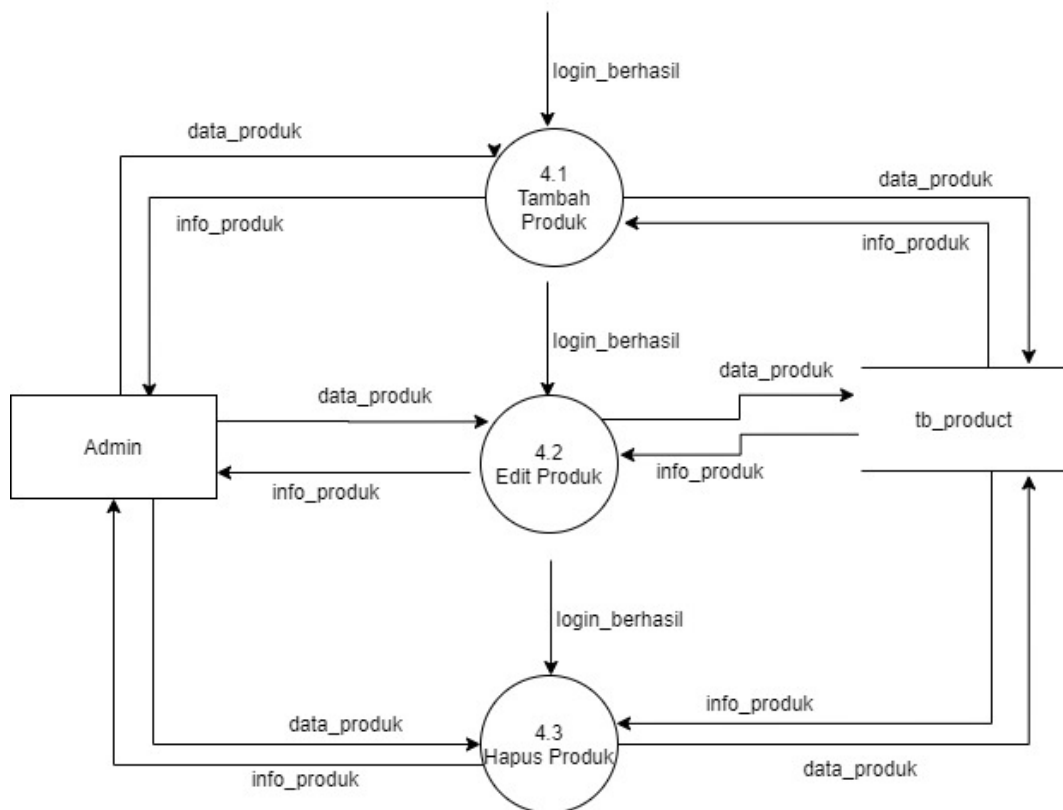 login_berhasil
data_produk
4.1
Tambah
Produk
data_produk
info_produk
info_produk
login_berhasil
data_produk
data_produk
Admin
4.2
Edit Produk
tb_product
info_produk
info_produk
login_berhasil
info_produk
data_produk
4.3
Hapus Produk
info_produk
data_produk